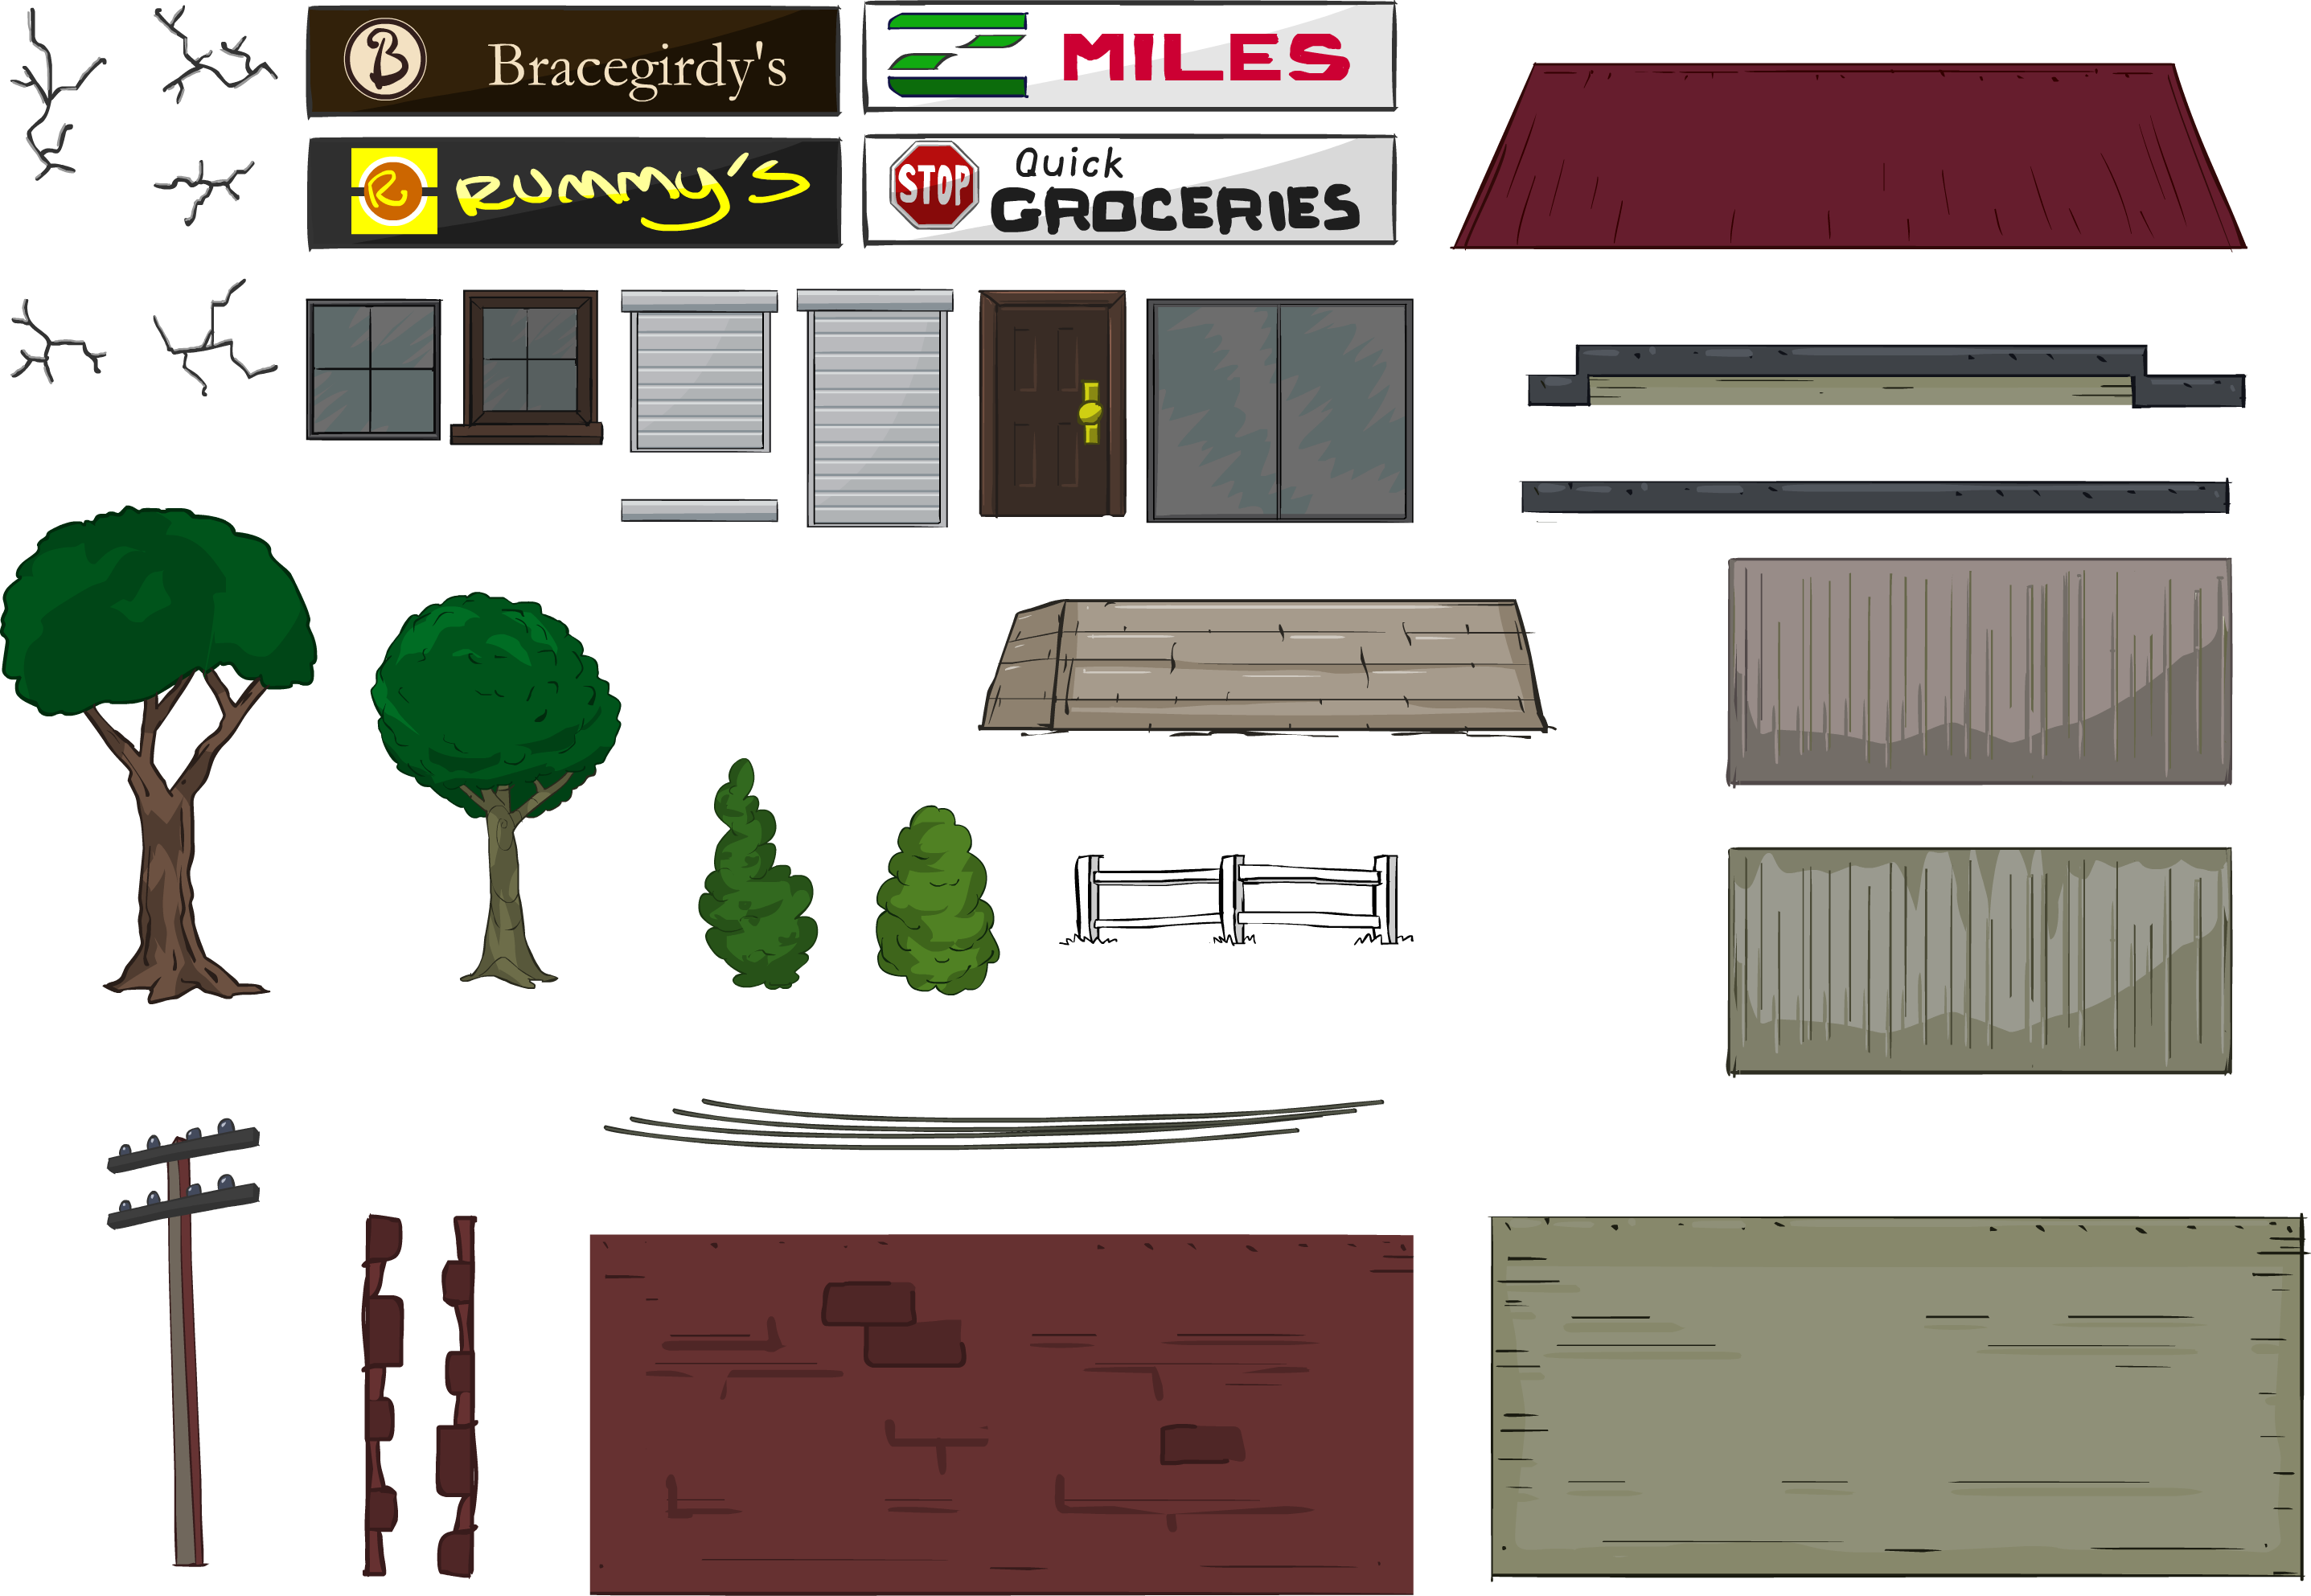 B Bracegirdy's
MILES
R Rummy's
STOP
Quick
GROCERIES